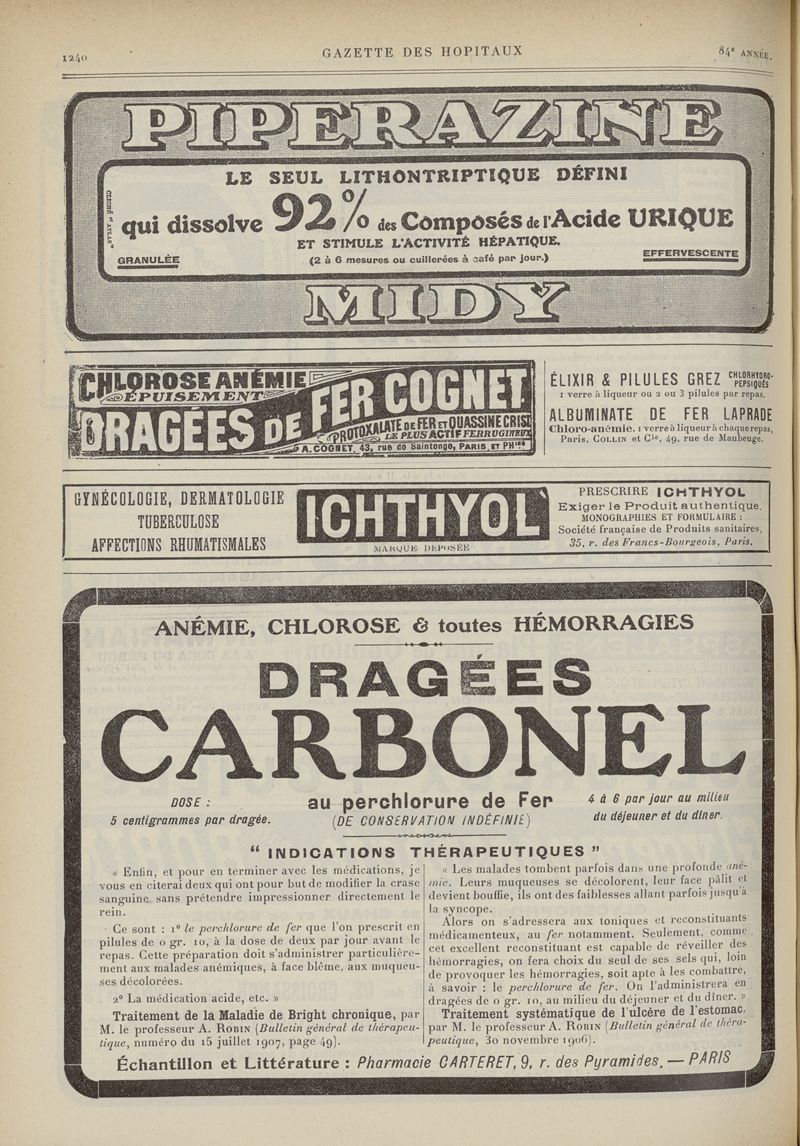 1240
GAZETTE DES HOPITAUX
84e ANNÉE.
PIPERAZINE
LE SEUL LITHONTRIPTIQUE DÉFINI
qui dissolve 92% des Composés de l'Acide URIQUE
ET STIMULE L'ACTIVITÉ HÉPATIQUE.
GRANULÉE
(2 à 6 mesures ou cuillerées à café par jour.)
EFFERVESCENTE
MIDY
CHLOROSE ANÉMIE
ÉPUISEMENT
DRAGÉES DE FER COGNET
PROTOXALATE DE FER ET QUASSINE CRIST
LE PLUS ACTIF FERRUGINEUX
A. COGNET, 43, rue de Saintonge, PARIS, ET PHies
ÉLIXIR & PILULES GREZ CHLORHYDRO-PEPSIQUES
1 verre à liqueur ou 2 ou 3 pilules par repas.
ALBUMINATE DE FER LAPRADE
Chloro-anémie. 1 verre à liqueur à chaque repas,
Paris, COLLIN et Cie, 49, rue de Maubeuge.
GYNÉCOLOGIE, DERMATOLOGIE
TUBERCULOSE
AFFECTIONS RHUMATISMALES
ICHTHYOL
MARQUE DEPOSÉE
PRESCRIRE ICHTHYOL
Exiger le Produit authentique.
MONOGRAPHIES ET FORMULAIRE :
Société française de Produits sanitaires,
35, r. des Francs-Bourgeois, Paris.
ANÉMIE, CHLOROSE & toutes HÉMORRAGIES
DRAGÉES
CARBONEL
DOSE :
5 centigrammes par dragée.
au perchlorure de Fer
(DE CONSERVATION INDÉFINIE)
4 à 6 par jour au milieu
du déjeuner et du dîner.
“ INDICATIONS THÉRAPEUTIQUES ”
« Enfin, et pour en terminer avec les médications, je
vous en citerai deux qui ont pour but de modifier la crase
sanguine, sans prétendre impressionner directement le
rein.
Ce sont : 1° le perchlorure de fer que l'on prescrit en
pilules de 0 gr. 10, à la dose de deux par jour avant le
repas. Cette préparation doit s'administrer particulière-
ment aux malades anémiques, à face blême, aux muqueu-
ses décolorées.
2° La médication acide, etc. »
Traitement de la Maladie de Bright chronique, par
M. le professeur A. ROBIN (Bulletin général de thérapeu-
tique, numéro du 15 juillet 1907, page 49).
« Les malades tombent parfois dans une profonde ané-
mie. Leurs muqueuses se décolorent, leur face pâlit et
devient bouffie, ils ont des faiblesses allant parfois jusqu'à
la syncope.
Alors on s'adressera aux toniques et reconstituants
médicamenteux, au fer notamment. Seulement, comme
cet excellent reconstituant est capable de réveiller des
hémorragies, on fera choix du seul de ses sels qui, loin
de provoquer les hémorragies, soit apte à les combattre,
à savoir : le perchlorure de fer. On l'administrera en
dragées de 0 gr. 10, au milieu du déjeuner et du dîner. »
Traitement systématique de l'ulcère de l'estomac,
par M. le professeur A. ROBIN (Bulletin général de théra-
peutique, 30 novembre 1906).
Échantillon et Littérature : Pharmacie CARTERET, 9, r. des Pyramides. — PARIS